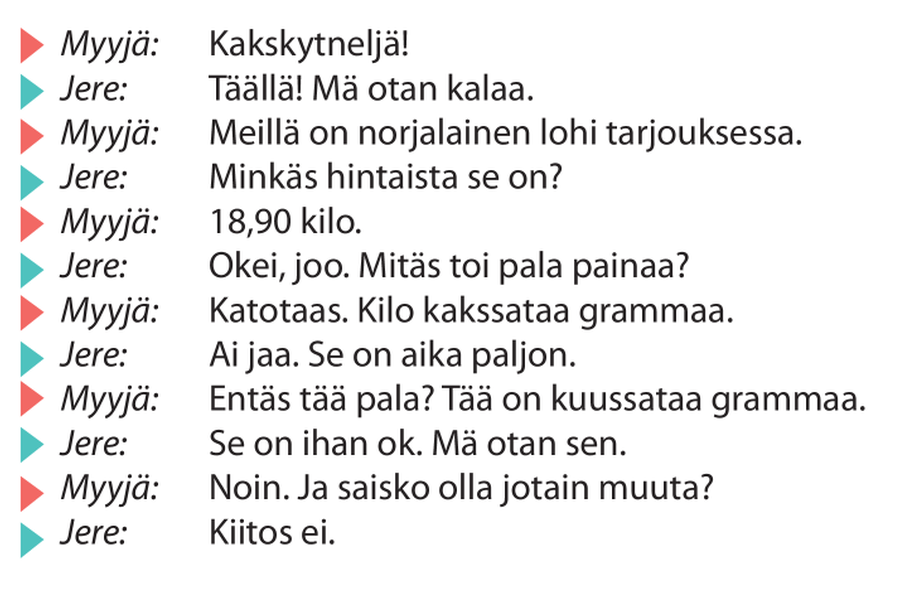 Myyjä: Kakskytneljä!
Jere: Täällä! Mä otan kalaa.
Myyjä: Meillä on norjalainen lohi tarjouksessa.
Jere: Minkäs hintaista se on?
Myyjä: 18,90 kilo.
Jere: Okei, joo. Mitäs toi pala painaa?
Myyjä: Katotaas. Kilo kakssataa grammaa.
Jere: Ai jaa. Se on aika paljon.
Myyjä: Entäs tää pala? Tää on kuussataa grammaa.
Jere: Se on ihan ok. Mä otan sen.
Myyjä: Noin. Ja saisko olla jotain muuta?
Jere: Kiitos ei.